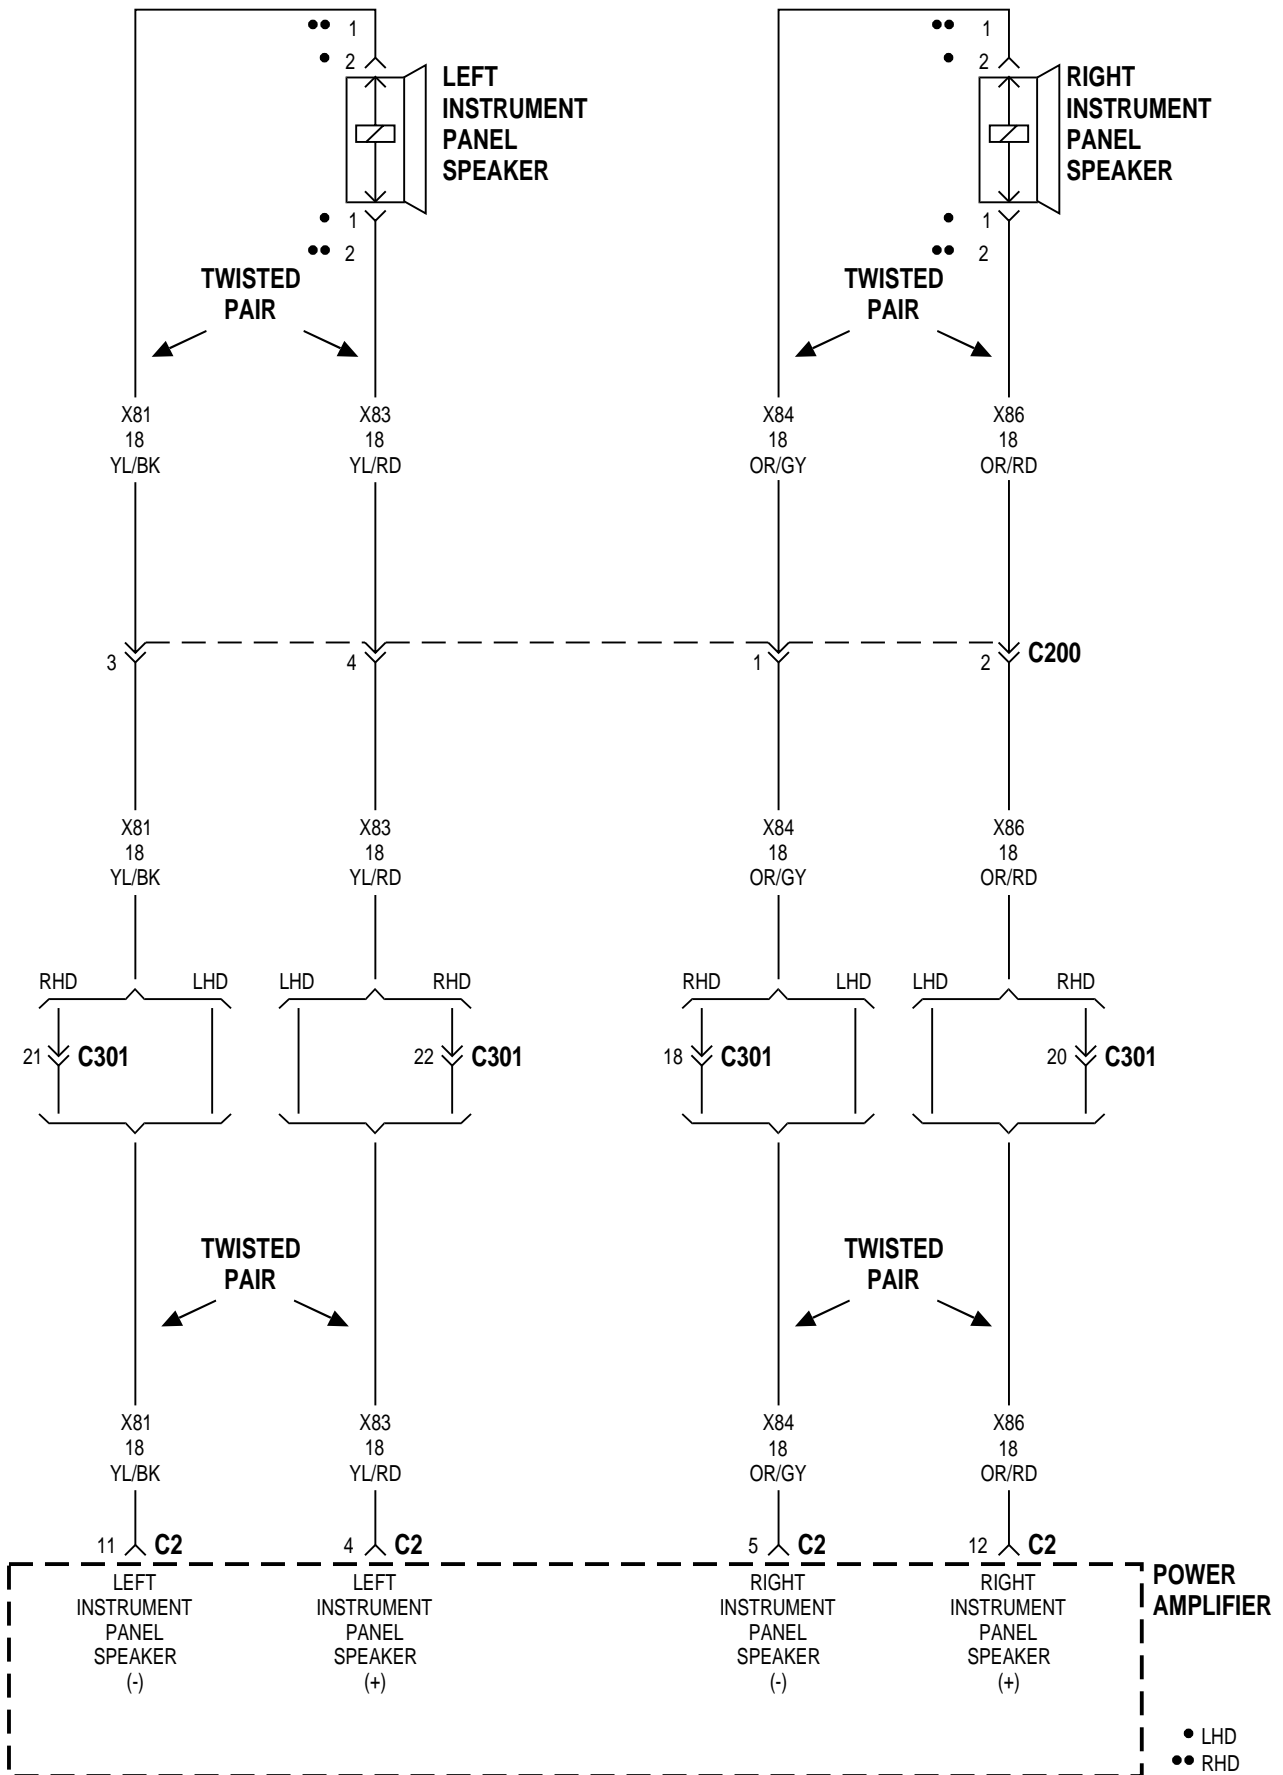 ●● 1
● 2
LEFT
INSTRUMENT
PANEL
SPEAKER
● 1
●● 2
●● 1
● 2
RIGHT
INSTRUMENT
PANEL
SPEAKER
● 1
●● 2
TWISTED
PAIR
TWISTED
PAIR
X81
18
YL/BK
X83
18
YL/RD
X84
18
OR/GY
X86
18
OR/RD
3
4
1
2
C200
X81
18
YL/BK
X83
18
YL/RD
X84
18
OR/GY
X86
18
OR/RD
RHD
LHD
LHD
RHD
RHD
LHD
LHD
RHD
21 C301
22 C301
18 C301
20 C301
TWISTED
PAIR
TWISTED
PAIR
X81
18
YL/BK
X83
18
YL/RD
X84
18
OR/GY
X86
18
OR/RD
11 C2
4 C2
5 C2
12 C2
LEFT
INSTRUMENT
PANEL
SPEAKER
(-)
LEFT
INSTRUMENT
PANEL
SPEAKER
(+)
RIGHT
INSTRUMENT
PANEL
SPEAKER
(-)
RIGHT
INSTRUMENT
PANEL
SPEAKER
(+)
POWER
AMPLIFIER
● LHD
●● RHD